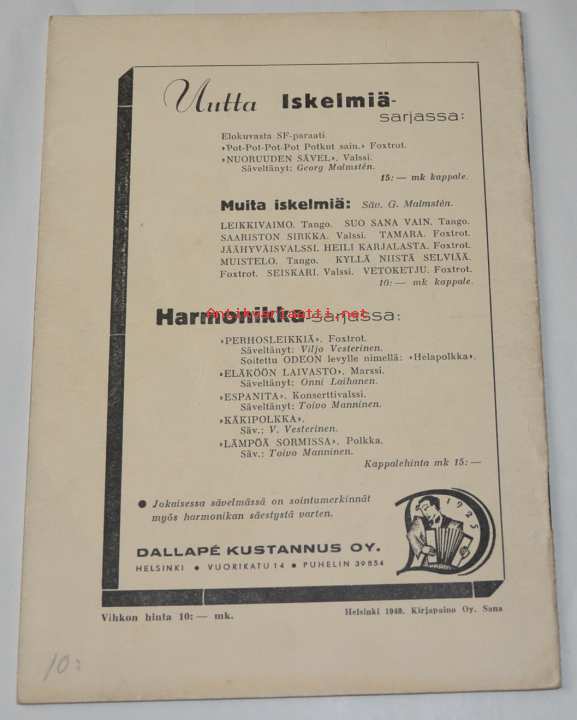 Uutta Iskelmiä-
sarjassa:
Elokuvasta SF-paraati
»Pot-Pot-Pot-Pot Potkut sain.» Foxtrot.
»NUORUUDEN SÄVEL». Valssi.
Säveltänyt: Georg Malmstén.
15:— mk kappale.
Muita iskelmiä: Säv. G. Malmstén.
LEIKKIVAIMO. Tango. SUO SANA VAIN. Tango.
SAARISTON SIRKKA. Valssi. TAMARA. Foxtrot.
JÄÄHYVÄISVALSSI. HEILI KARJALASTA. Foxtrot.
MUISTELO. Tango. KYLLÄ NIISTÄ SELVIÄÄ.
Foxtrot. SEISKARI. Valssi. VETOKETJU. Foxtrot.
10:— mk kappale.
Antikvariaatti.net
Harmonikka-sarjassa:
»PERHOSLEIKKIÄ». Foxtrot.
Säveltänyt: Viljo Vesterinen.
Soitettu ODEON levylle nimellä: »Helapolkka».
»ELÄKÖÖN LAIVASTO». Marssi.
Säveltänyt: Onni Laihanen.
»ESPANITA». Konserttivalssi.
Säveltänyt: Toivo Manninen.
»KÄKIPOLKKA».
Säv.: V. Vesterinen.
»LÄMPÖÄ SORMISSA». Polkka.
Säv.: Toivo Manninen.
Kappalehinta mk 15:—
● Jokaisessa sävelmässä on sointumerkinnät
myös harmonikan säestystä varten.
1925
DALLAPÉ KUSTANNUS OY.
HELSINKI ● VUORIKATU 14 ● PUHELIN 39854
Vihkon hinta 10:— mk.
Helsinki 1940. Kirjapaino Oy. Sana
10: